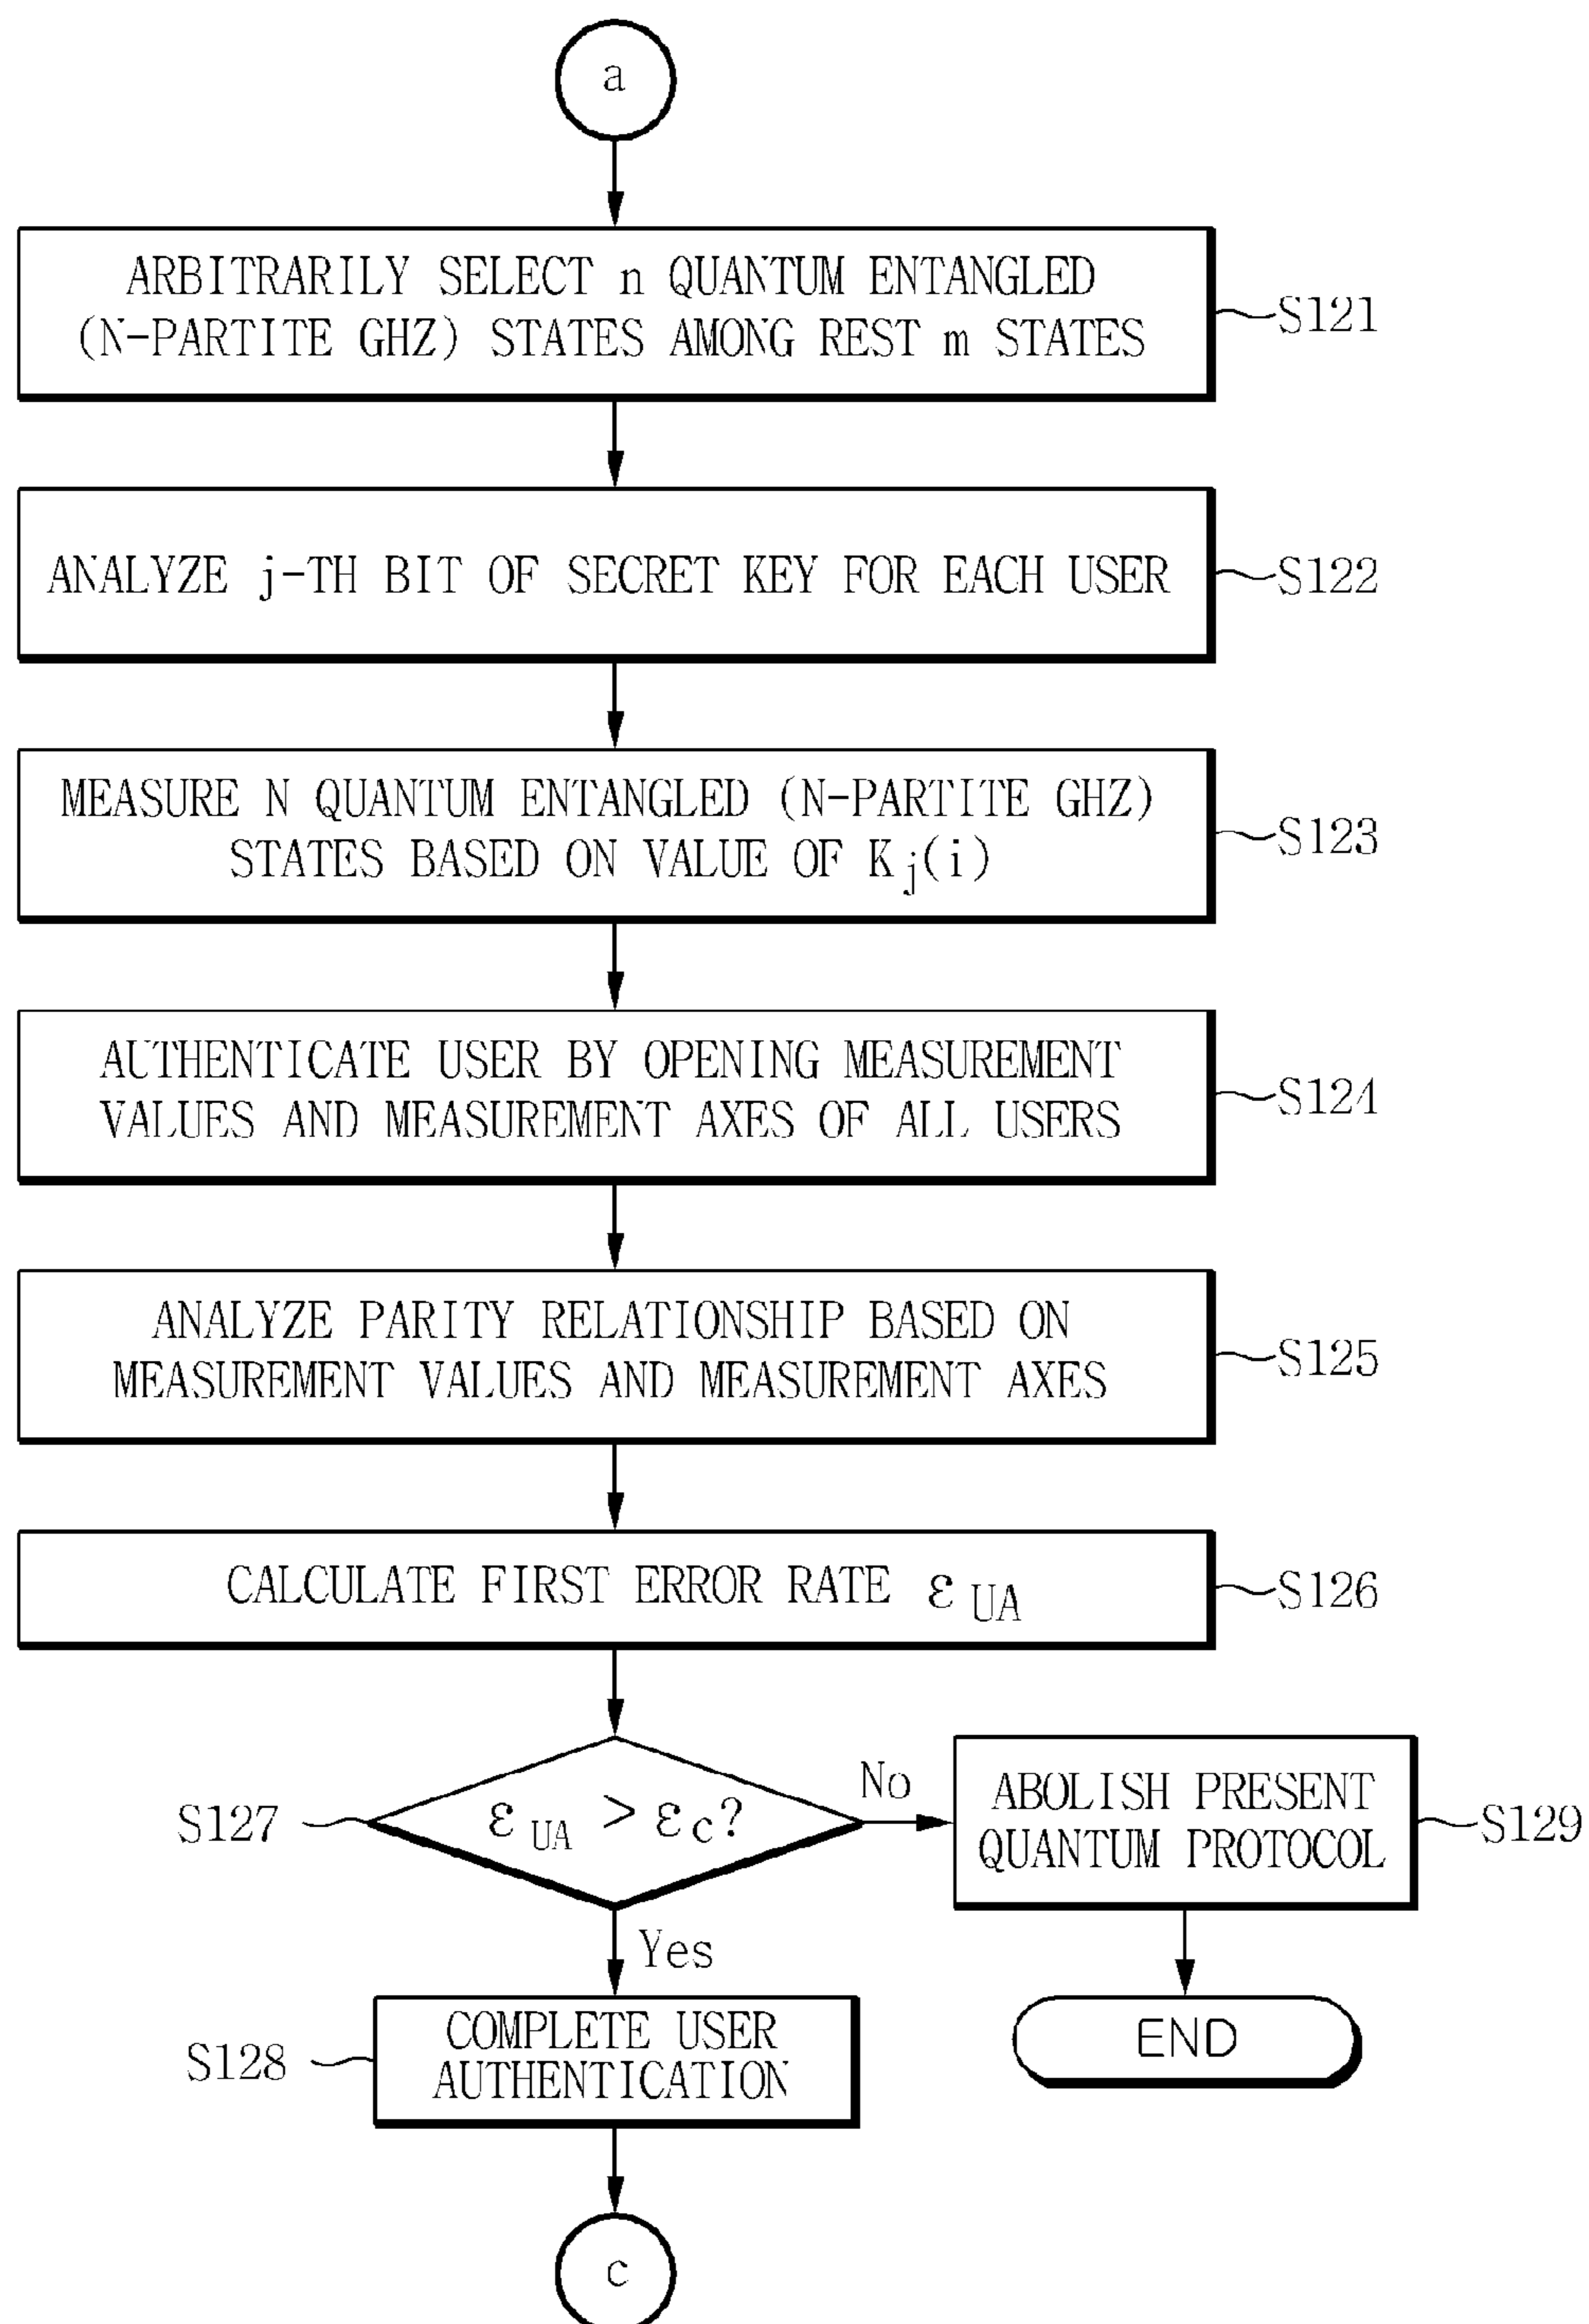 a
ARBITRARILY SELECT n QUANTUM ENTANGLED
(N-PARTITE GHZ) STATES AMONG REST m STATES
S121
ANALYZE j-TH BIT OF SECRET KEY FOR EACH USER
S122
MEASURE N QUANTUM ENTANGLED (N-PARTITE GHZ)
STATES BASED ON VALUE OF Kj(i)
S123
AUTHENTICATE USER BY OPENING MEASUREMENT
VALUES AND MEASUREMENT AXES OF ALL USERS
S124
ANALYZE PARITY RELATIONSHIP BASED ON
MEASUREMENT VALUES AND MEASUREMENT AXES
S125
CALCULATE FIRST ERROR RATE ε UA
S126
S127
ε UA > εc?
No
ABOLISH PRESENT
QUANTUM PROTOCOL
S129
Yes
S128
COMPLETE USER
AUTHENTICATION
END
c